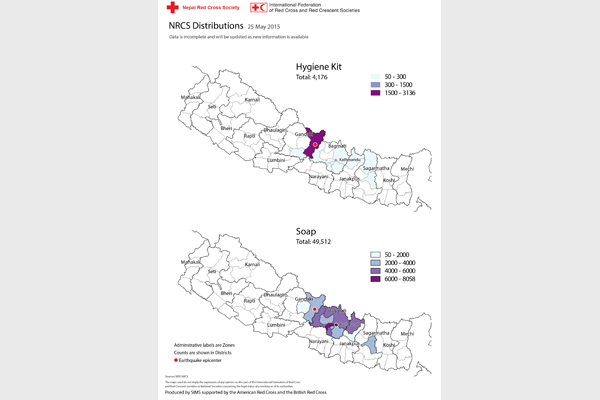 Nepal Red Cross Society
International Federation
of Red Cross and Red Crescent Societies
NRCS Distributions 25 May 2015
Data is incomplete and will be updated as new information is available
Hygiene Kit
Total: 4,176
50 - 300
300 - 1500
1500 - 3136
Mahakali
Seti
Karnali
Bheri
Rapti
Dhaulagiri
Gandaki
Lumbini
Bagmati
Kathmandu
Narayani
Janakpur
Sagarmatha
Koshi
Mechi
Soap
Total: 49,512
50 - 2000
2000 - 4000
4000 - 6000
6000 - 8058
Mahakali
Seti
Karnali
Bheri
Rapti
Dhaulagiri
Gandaki
Lumbini
Narayani
Janakpur
Sagarmatha
Koshi
Mechi
Adminstrative labels are Zones
Counts are shown in Districts
Earthquake epicenter
Produced by SIMS supported by the American Red Cross and the British Red Cross